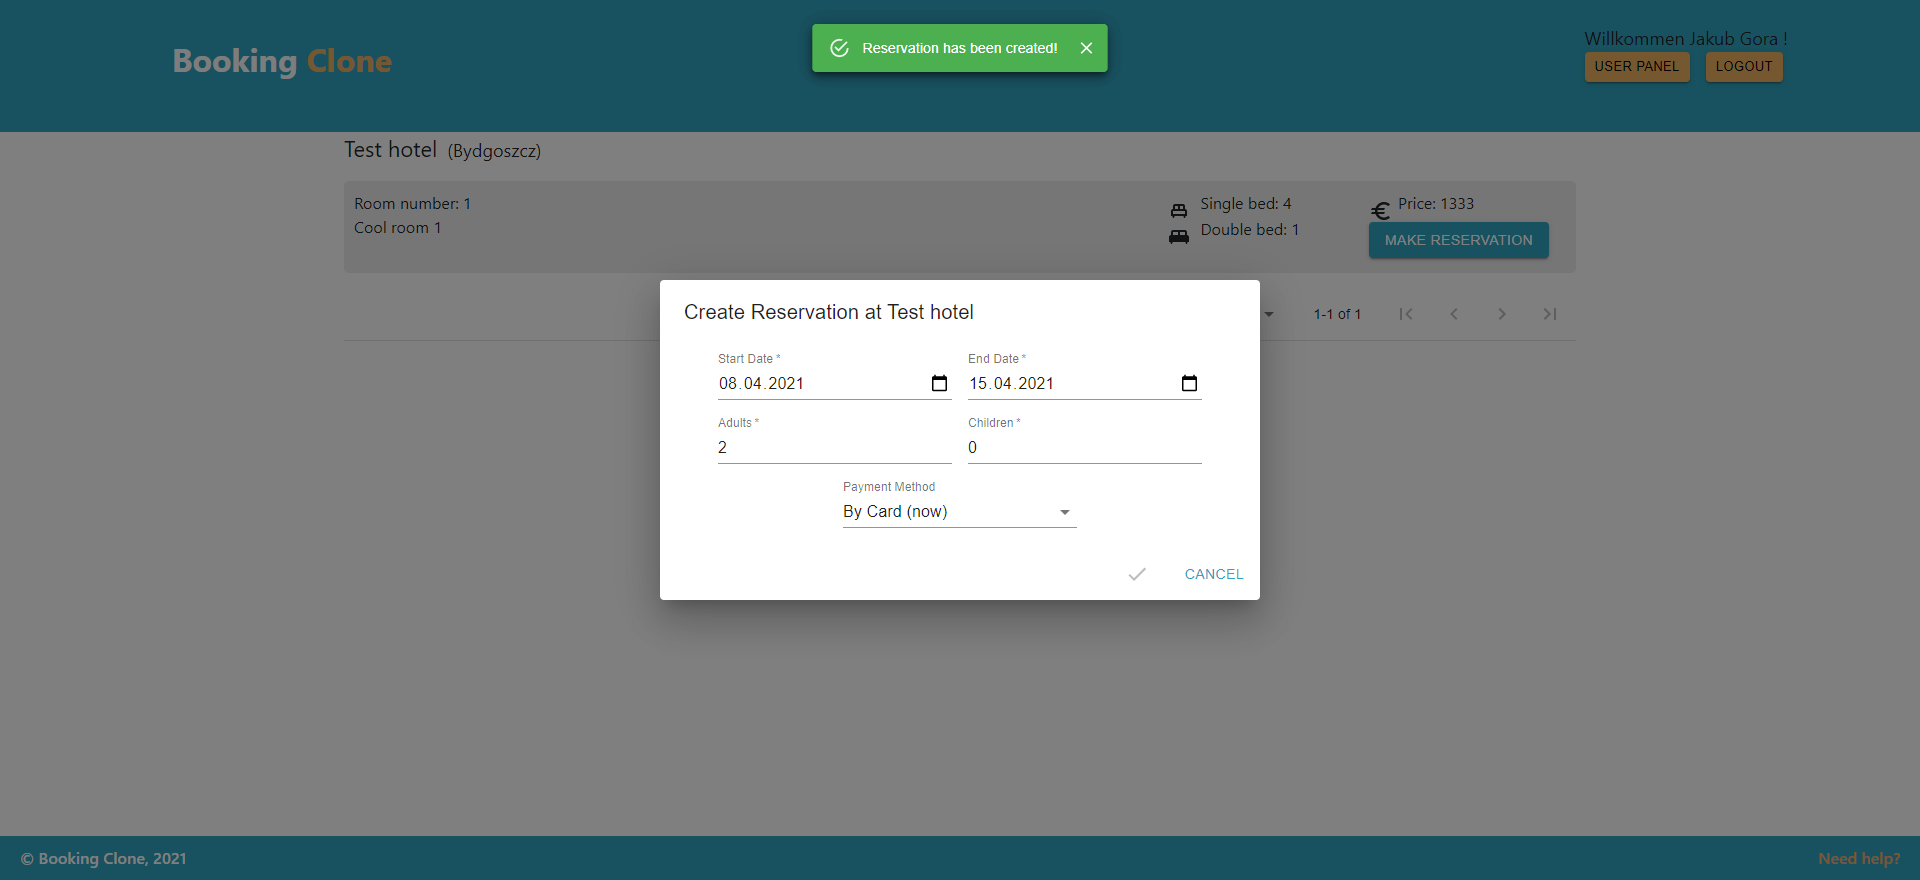 Booking Clone
Reservation has been created!
Willkommen Jakub Gora !
USER PANEL
LOGOUT
Test hotel (Bydgoszcz)
Room number: 1
Cool room 1
Single bed: 4
Double bed: 1
Price: 1333
MAKE RESERVATION
1-1 of 1
Create Reservation at Test hotel
Start Date *
08.04.2021
End Date *
15.04.2021
Adults *
2
Children *
0
Payment Method
By Card (now)
CANCEL
© Booking Clone, 2021
Need help?